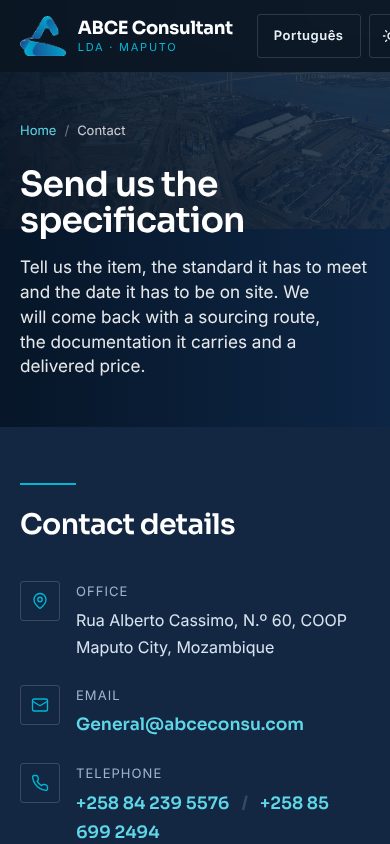 ABCE Consultant
LDA · MAPUTO
Português
Home / Contact
Send us the
specification
Tell us the item, the standard it has to meet
and the date it has to be on site. We
will come back with a sourcing route,
the documentation it carries and a
delivered price.
Contact details
OFFICE
Rua Alberto Cassimo, N.º 60, COOP
Maputo City, Mozambique
EMAIL
General@abceconsu.com
TELEPHONE
+258 84 239 5576 / +258 85
699 2494